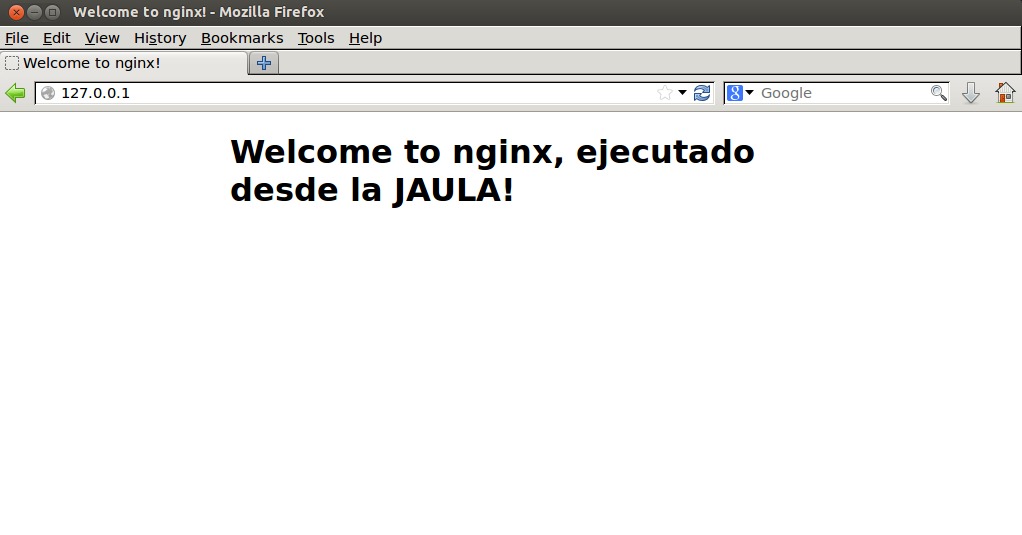 Welcome to nginx! - Mozilla Firefox
File Edit View History Bookmarks Tools Help
Welcome to nginx!
127.0.0.1 8 Google
Welcome to nginx, ejecutado
desde la JAULA!